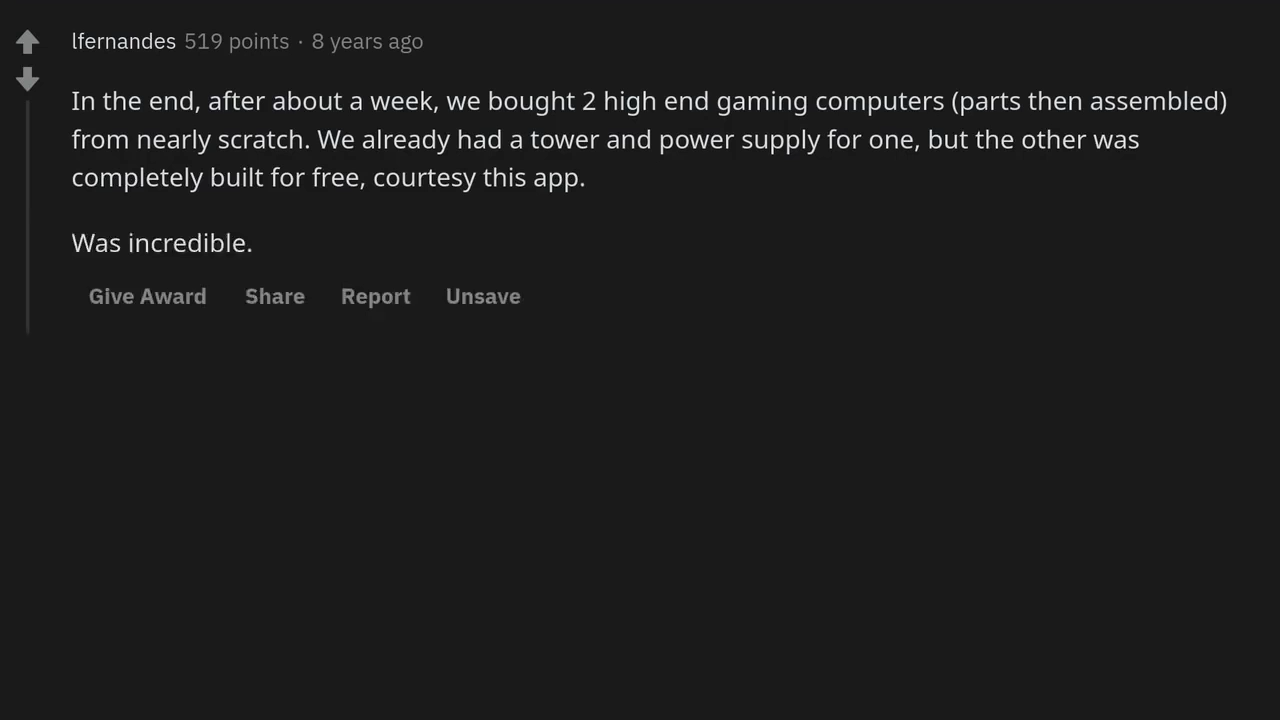 lfernandes 519 points · 8 years ago
In the end, after about a week, we bought 2 high end gaming computers (parts then assembled)
from nearly scratch. We already had a tower and power supply for one, but the other was
completely built for free, courtesy this app.
Was incredible.
Give Award Share Report Unsave